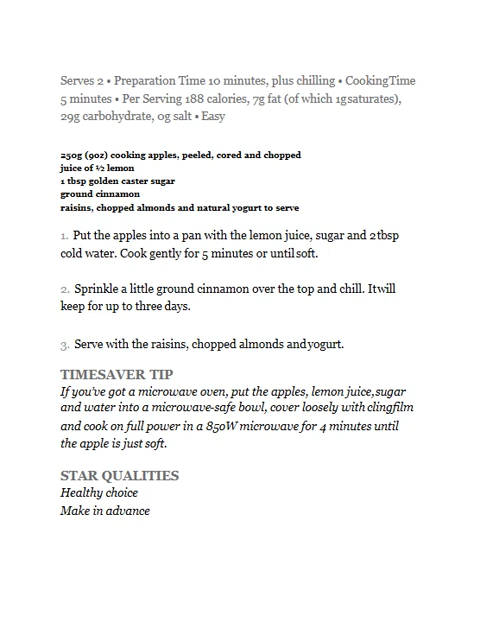 Serves 2 • Preparation Time 10 minutes, plus chilling • CookingTime
5 minutes • Per Serving 188 calories, 7g fat (of which 1gsaturates),
29g carbohydrate, 0g salt • Easy
250g (9oz) cooking apples, peeled, cored and chopped
juice of ½ lemon
1 tbsp golden caster sugar
ground cinnamon
raisins, chopped almonds and natural yogurt to serve
1. Put the apples into a pan with the lemon juice, sugar and 2tbsp
cold water. Cook gently for 5 minutes or untilsoft.
2. Sprinkle a little ground cinnamon over the top and chill. Itwill
keep for up to three days.
3. Serve with the raisins, chopped almonds andyogurt.
TIMESAVER TIP
If you've got a microwave oven, put the apples, lemon juice,sugar
and water into a microwave-safe bowl, cover loosely withclingfilm
and cook on full power in a 850W microwave for 4 minutes until
the apple is just soft.
STAR QUALITIES
Healthy choice
Make in advance